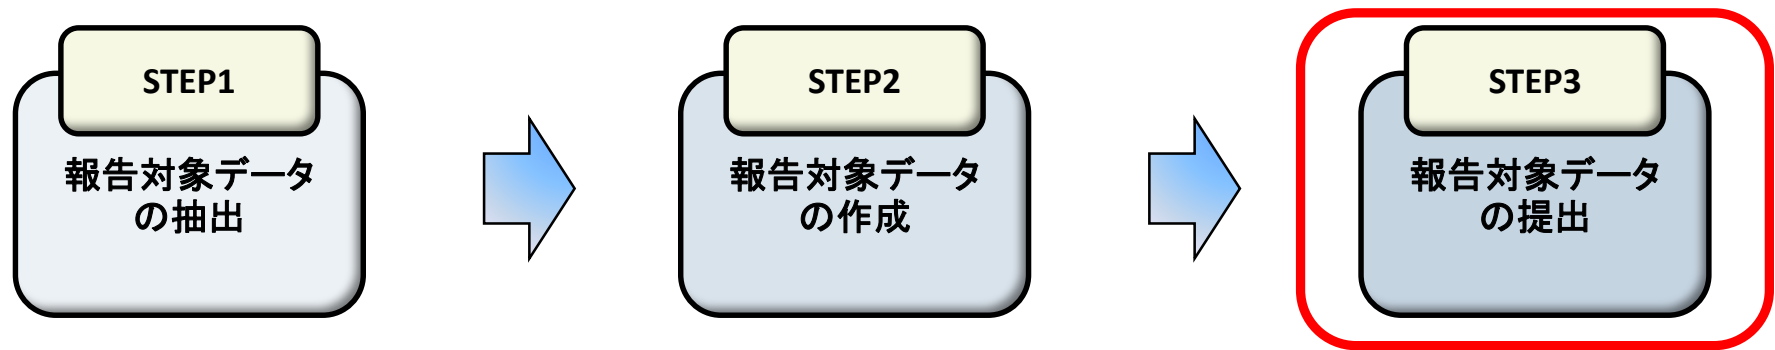 STEP1
報告対象データ
の抽出
STEP2
報告対象データ
の作成
STEP3
報告対象データ
の提出